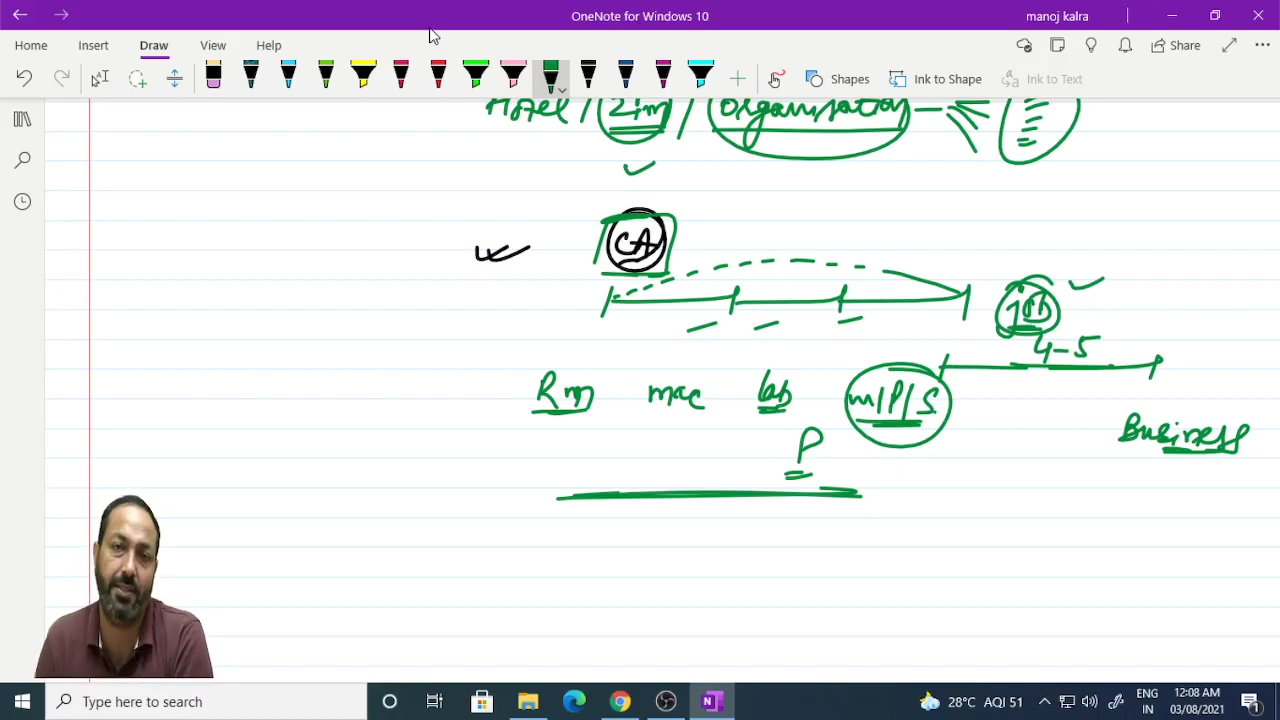 OneNote for Windows 10
manoj kalra
Home Insert Draw View Help
Share
Shapes Ink to Shape Ink to Text
Hotel / / organisation
CA
4-5
Rm mac lab m/P/S
P
Business
Type here to search
28°C AQI 51
ENG 12:08 AM
IN 03/08/2021
1